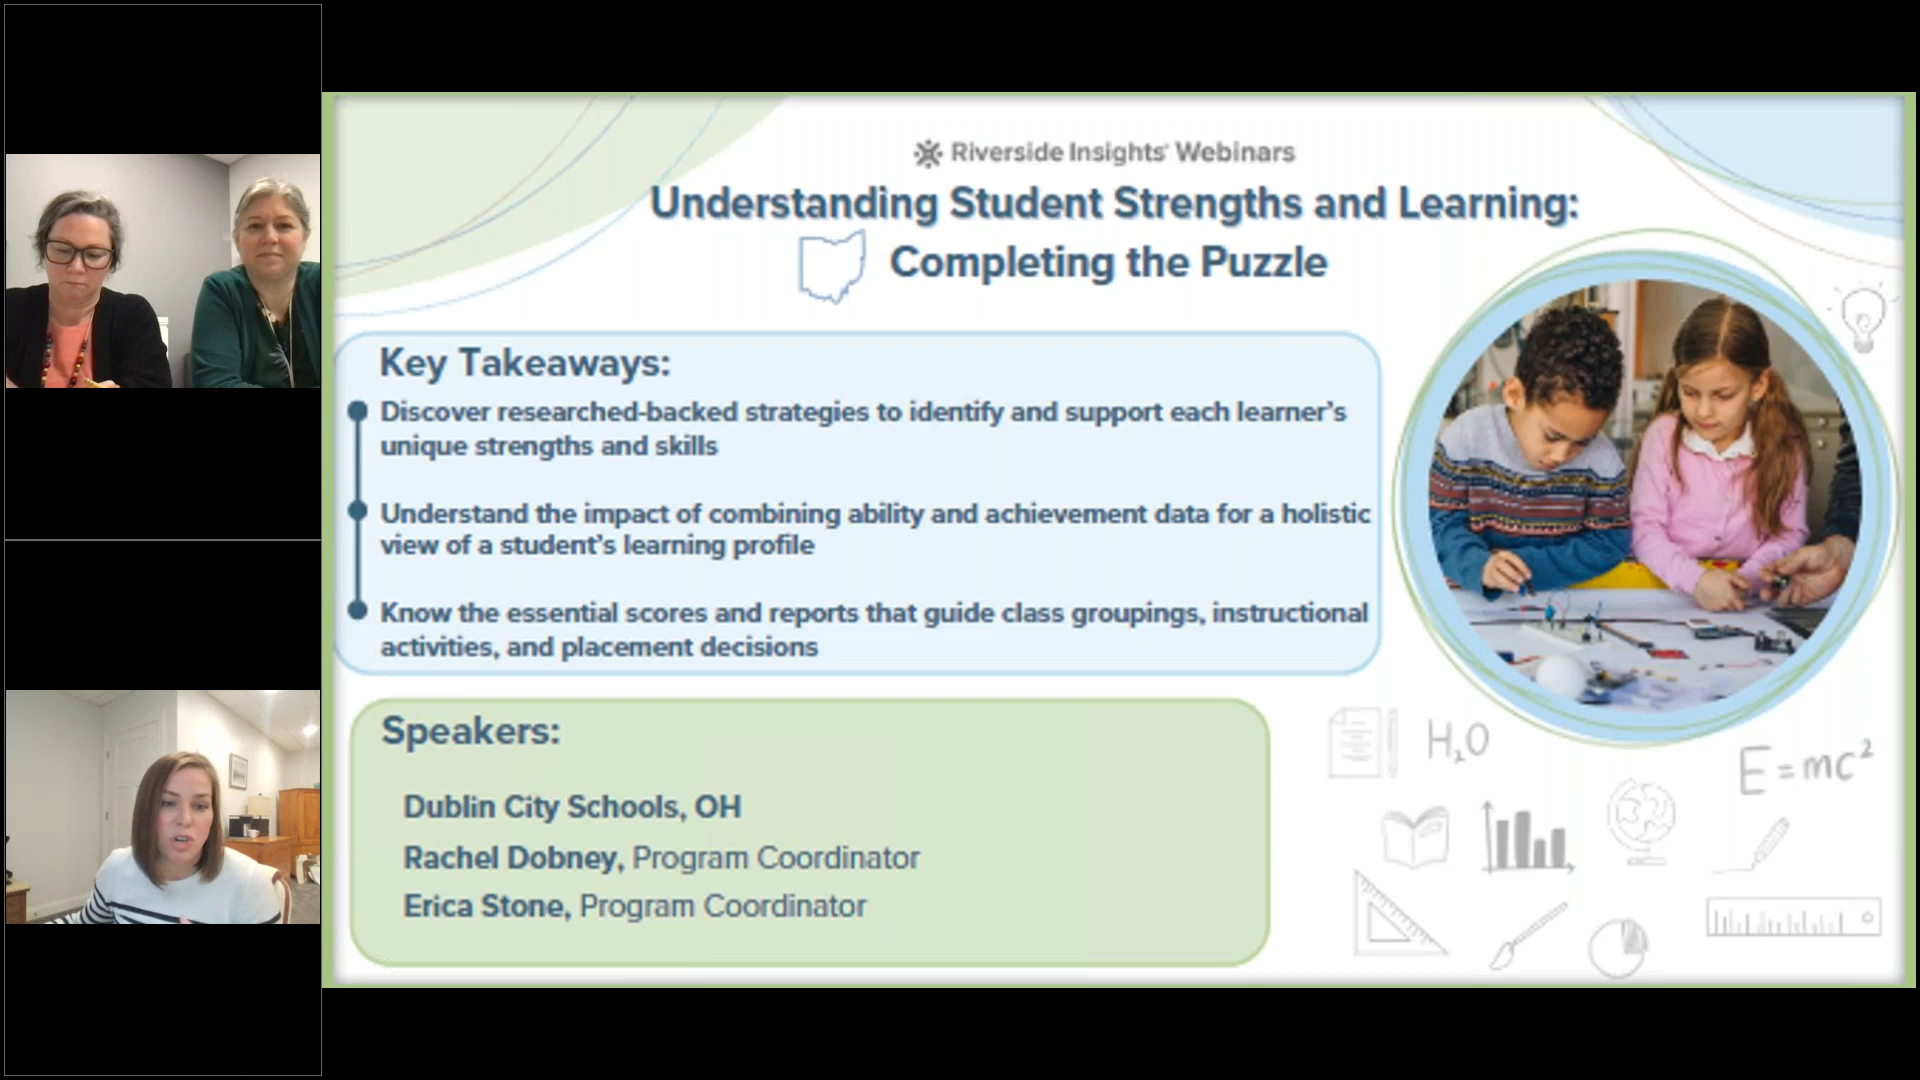 Riverside Insights' Webinars
Understanding Student Strengths and Learning:
Completing the Puzzle
Key Takeaways:
Discover researched-backed strategies to identify and support each learner's
unique strengths and skills
Understand the impact of combining ability and achievement data for a holistic
view of a student's learning profile
Know the essential scores and reports that guide class groupings, instructional
activities, and placement decisions
Speakers:
Dublin City Schools, OH
Rachel Dobney, Program Coordinator
Erica Stone, Program Coordinator
H₂O
E=mc²